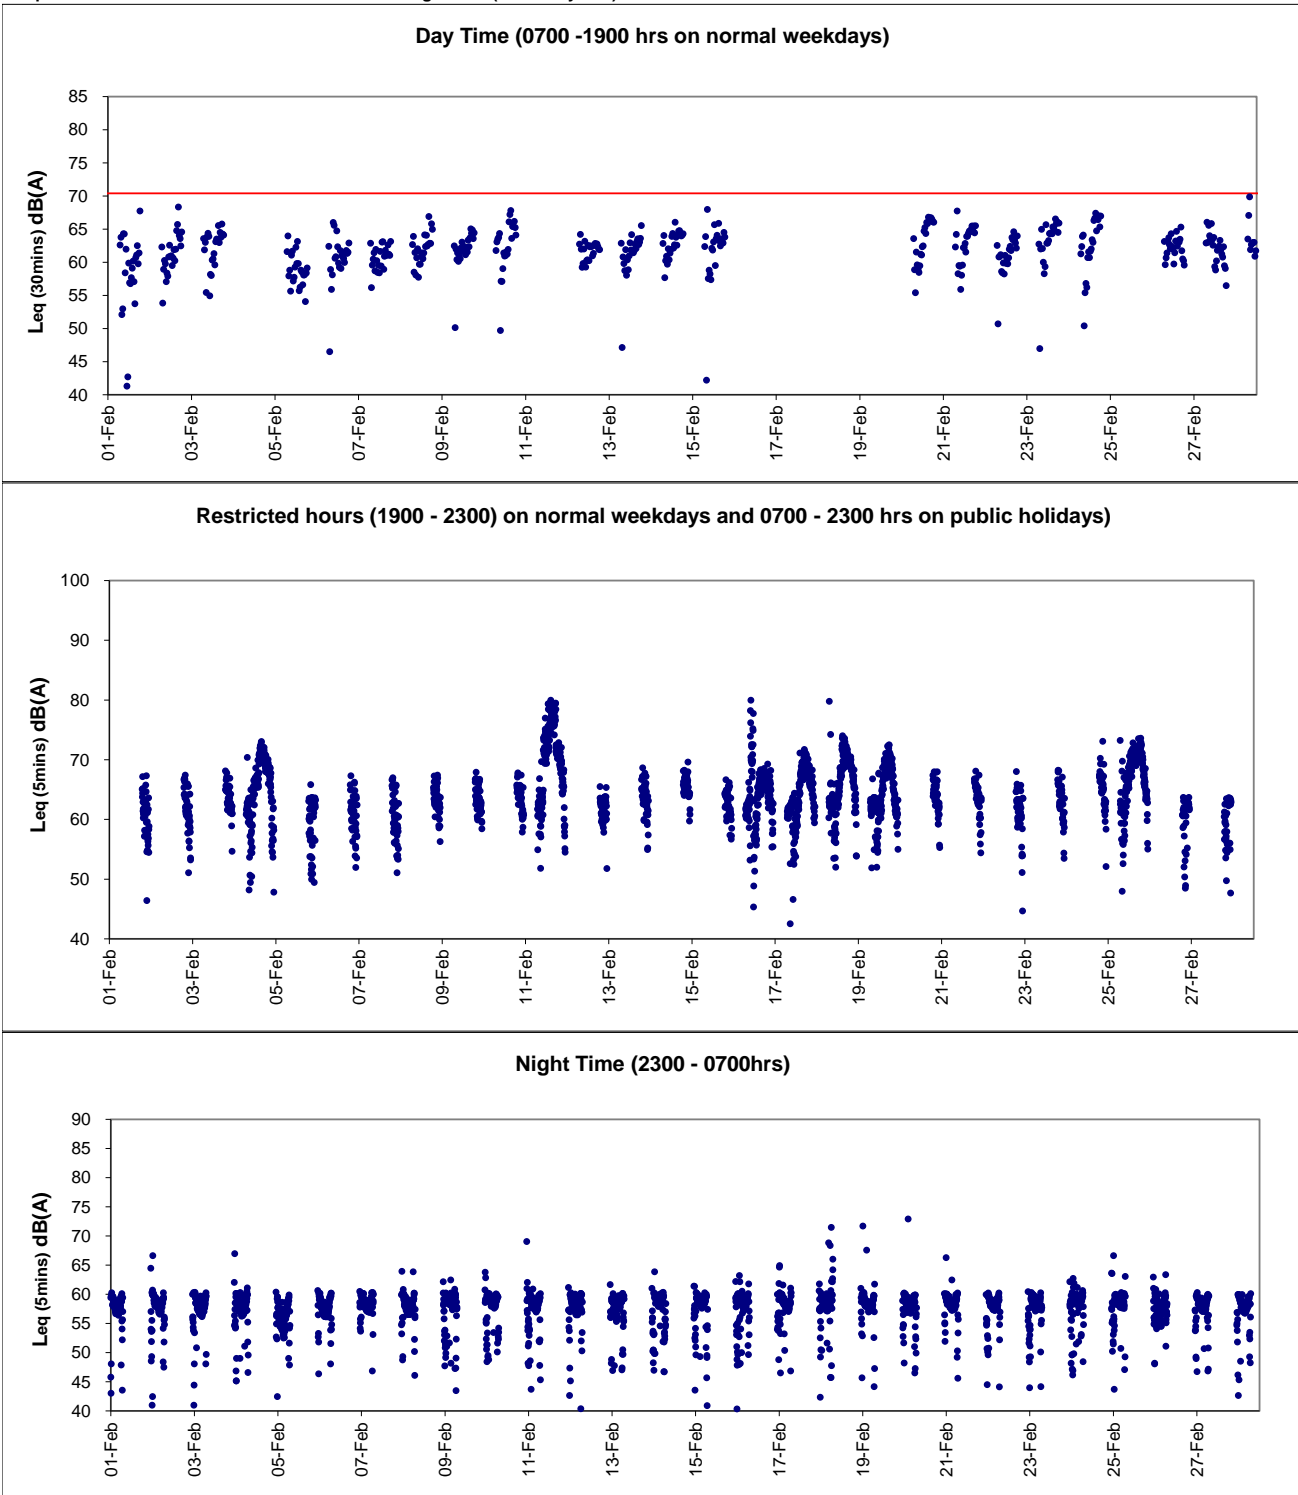 Day Time (0700 -1900 hrs on normal weekdays)
85
80
75
70
65
60
55
50
45
40
Leq (30mins) dB(A)
01-Feb
03-Feb
05-Feb
07-Feb
09-Feb
11-Feb
13-Feb
15-Feb
17-Feb
19-Feb
21-Feb
23-Feb
25-Feb
27-Feb
Restricted hours (1900 - 2300) on normal weekdays and 0700 - 2300 hrs on public holidays)
100
90
80
70
60
50
40
Leq (5mins) dB(A)
01-Feb
03-Feb
05-Feb
07-Feb
09-Feb
11-Feb
13-Feb
15-Feb
17-Feb
19-Feb
21-Feb
23-Feb
25-Feb
27-Feb
Night Time (2300 - 0700hrs)
90
85
80
75
70
65
60
55
50
45
40
Leq (5mins) dB(A)
01-Feb
03-Feb
05-Feb
07-Feb
09-Feb
11-Feb
13-Feb
15-Feb
17-Feb
19-Feb
21-Feb
23-Feb
25-Feb
27-Feb